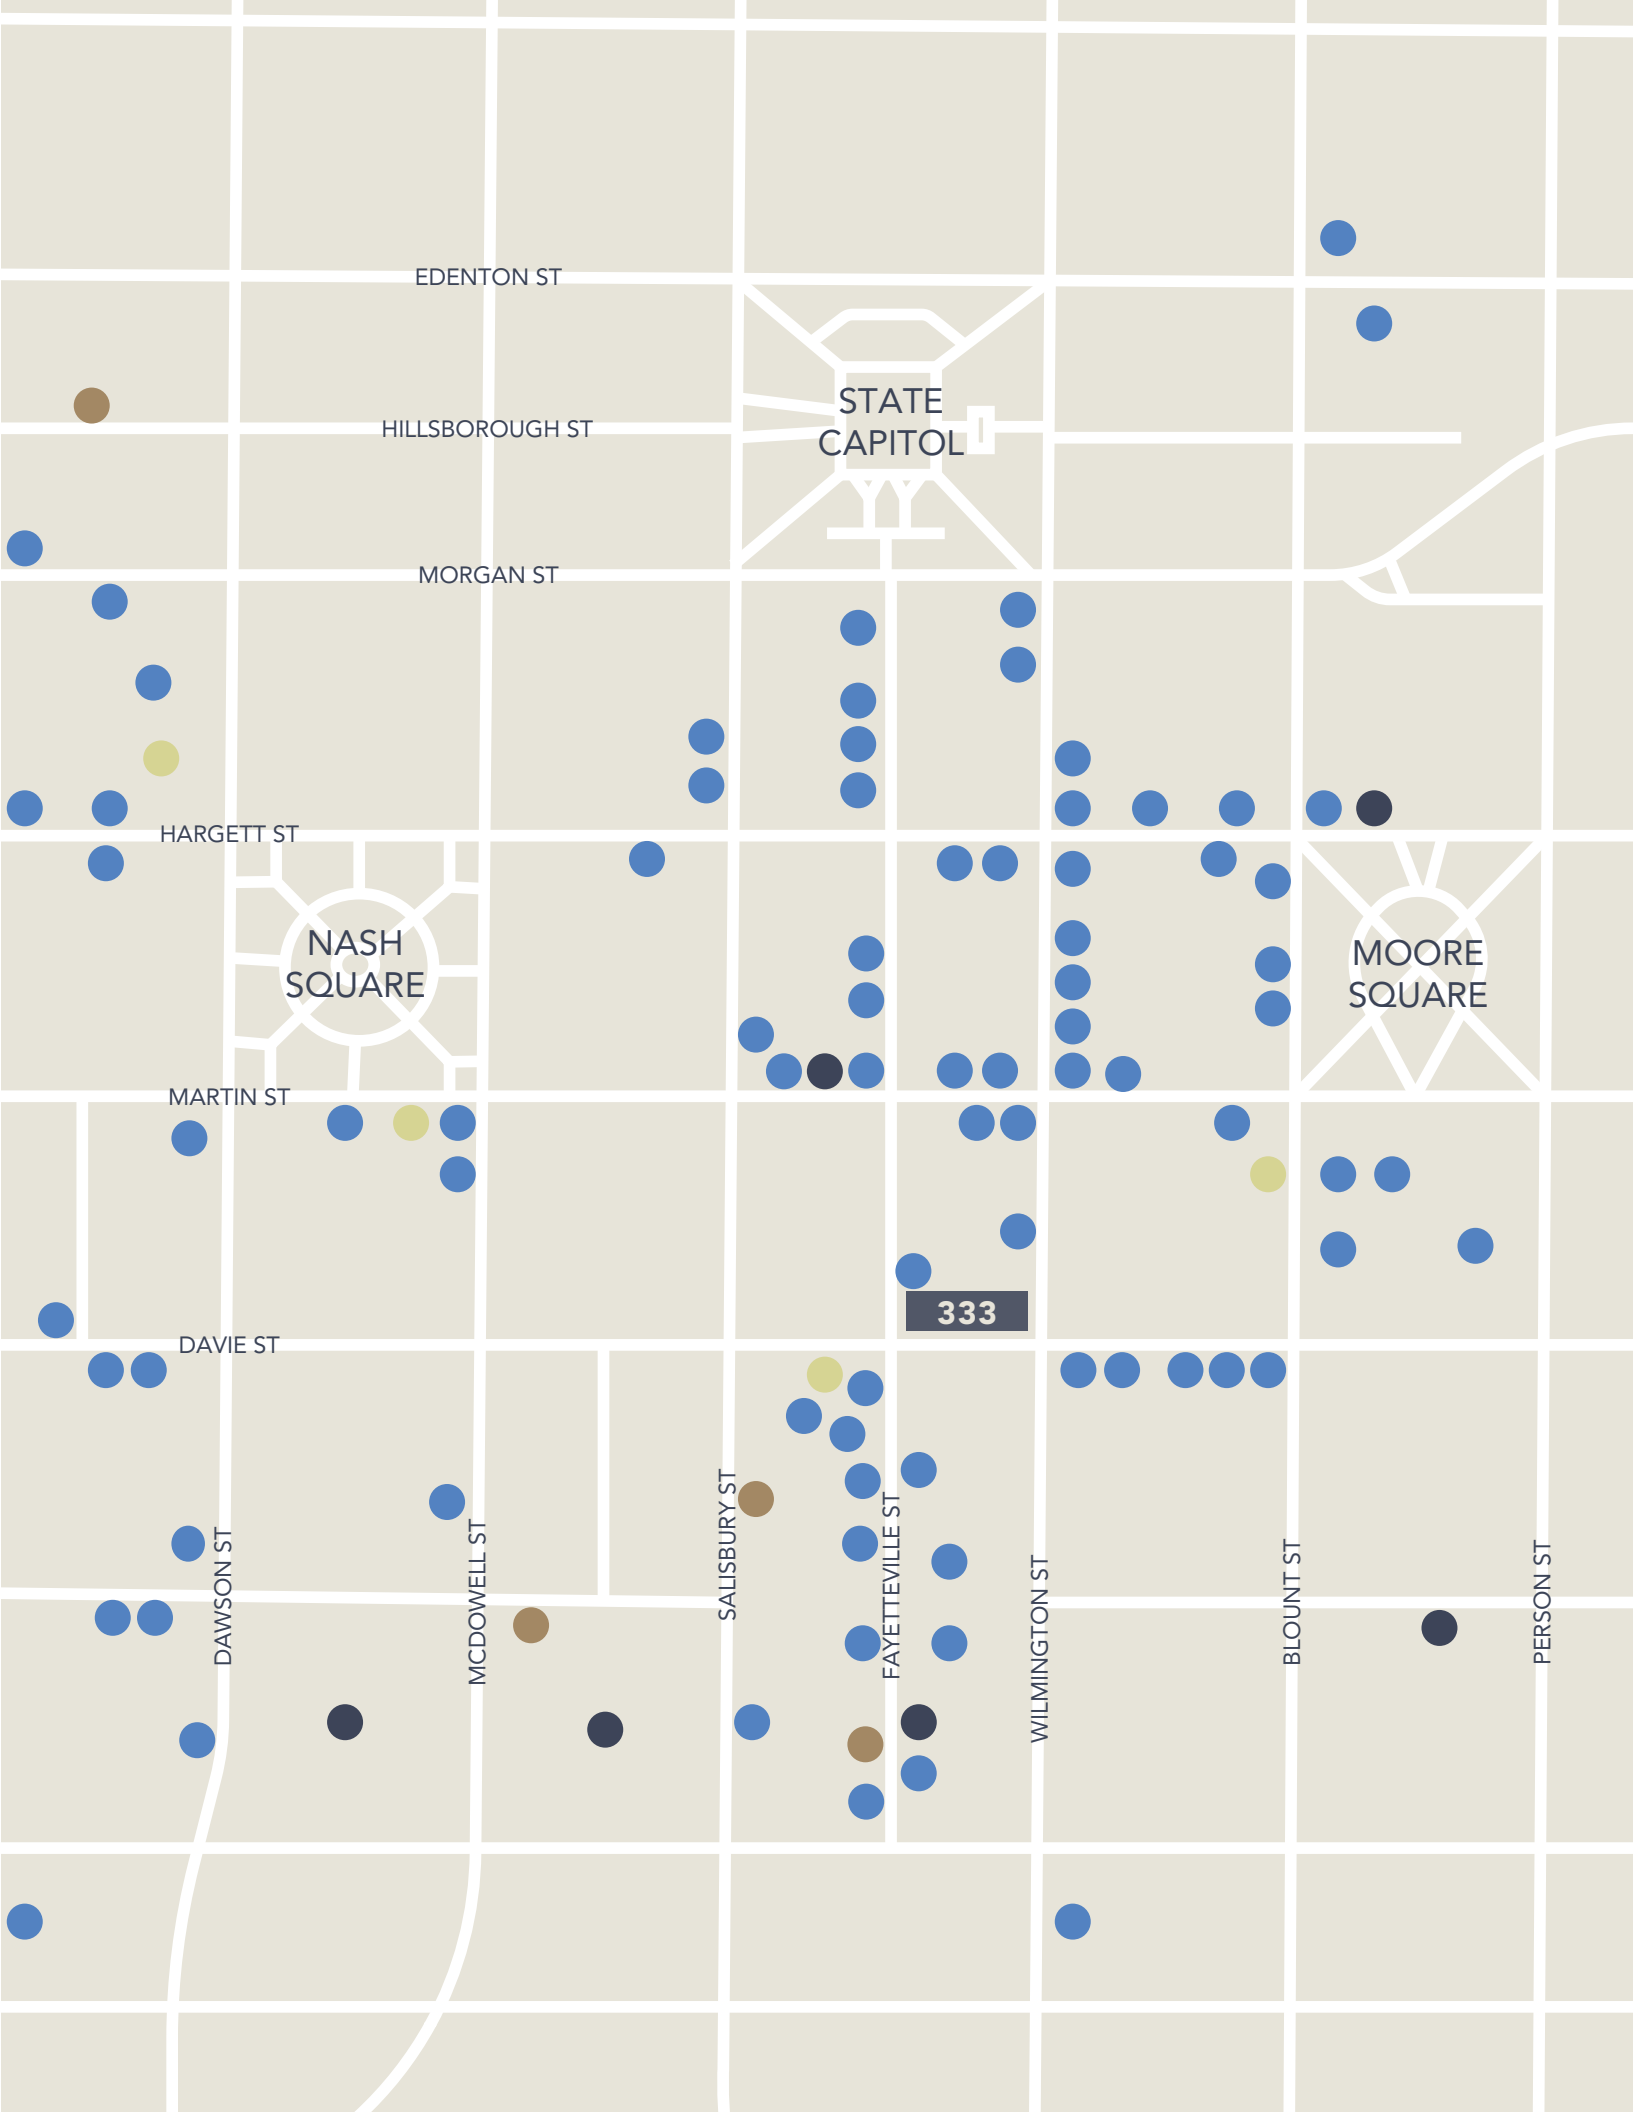 EDENTON ST
STATE
CAPITOL
HILLSBOROUGH ST
MORGAN ST
HARGETT ST
NASH
SQUARE
MOORE
SQUARE
MARTIN ST
333
DAVIE ST
DAWSON ST
MCDOWELL ST
SALISBURY ST
FAYETTEVILLE ST
WILMINGTON ST
BLOUNT ST
PERSON ST